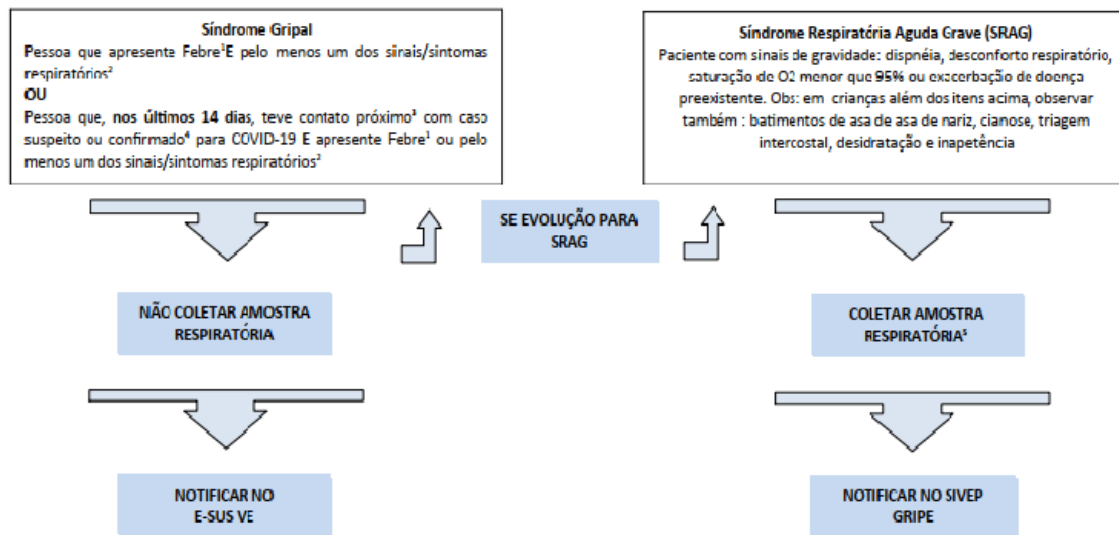 Síndrome Gripal
Pessoa que apresente Febre¹E pelo menos um dos sinais/sintomas
respiratórios²
OU
Pessoa que, nos últimos 14 dias, teve contato próximo³ com caso
suspeito ou confirmado⁴ para COVID-19 E apresente Febre¹ ou pelo
menos um dos sinais/sintomas respiratórios²
Síndrome Respiratória Aguda Grave (SRAG)
Paciente com sinais de gravidade: dispnéia, desconforto respiratório,
saturação de O2 menor que 95% ou exacerbação de doença
preexistente. Obs: em crianças além dos itens acima, observar
também : batimentos de asa de asa de nariz, cianose, triagem
intercostal, desidratação e inapetência
SE EVOLUÇÃO PARA
SRAG
NÃO COLETAR AMOSTRA
RESPIRATÓRIA
COLETAR AMOSTRA
RESPIRATÓRIA⁵
NOTIFICAR NO
E-SUS VE
NOTIFICAR NO SIVEP
GRIPE